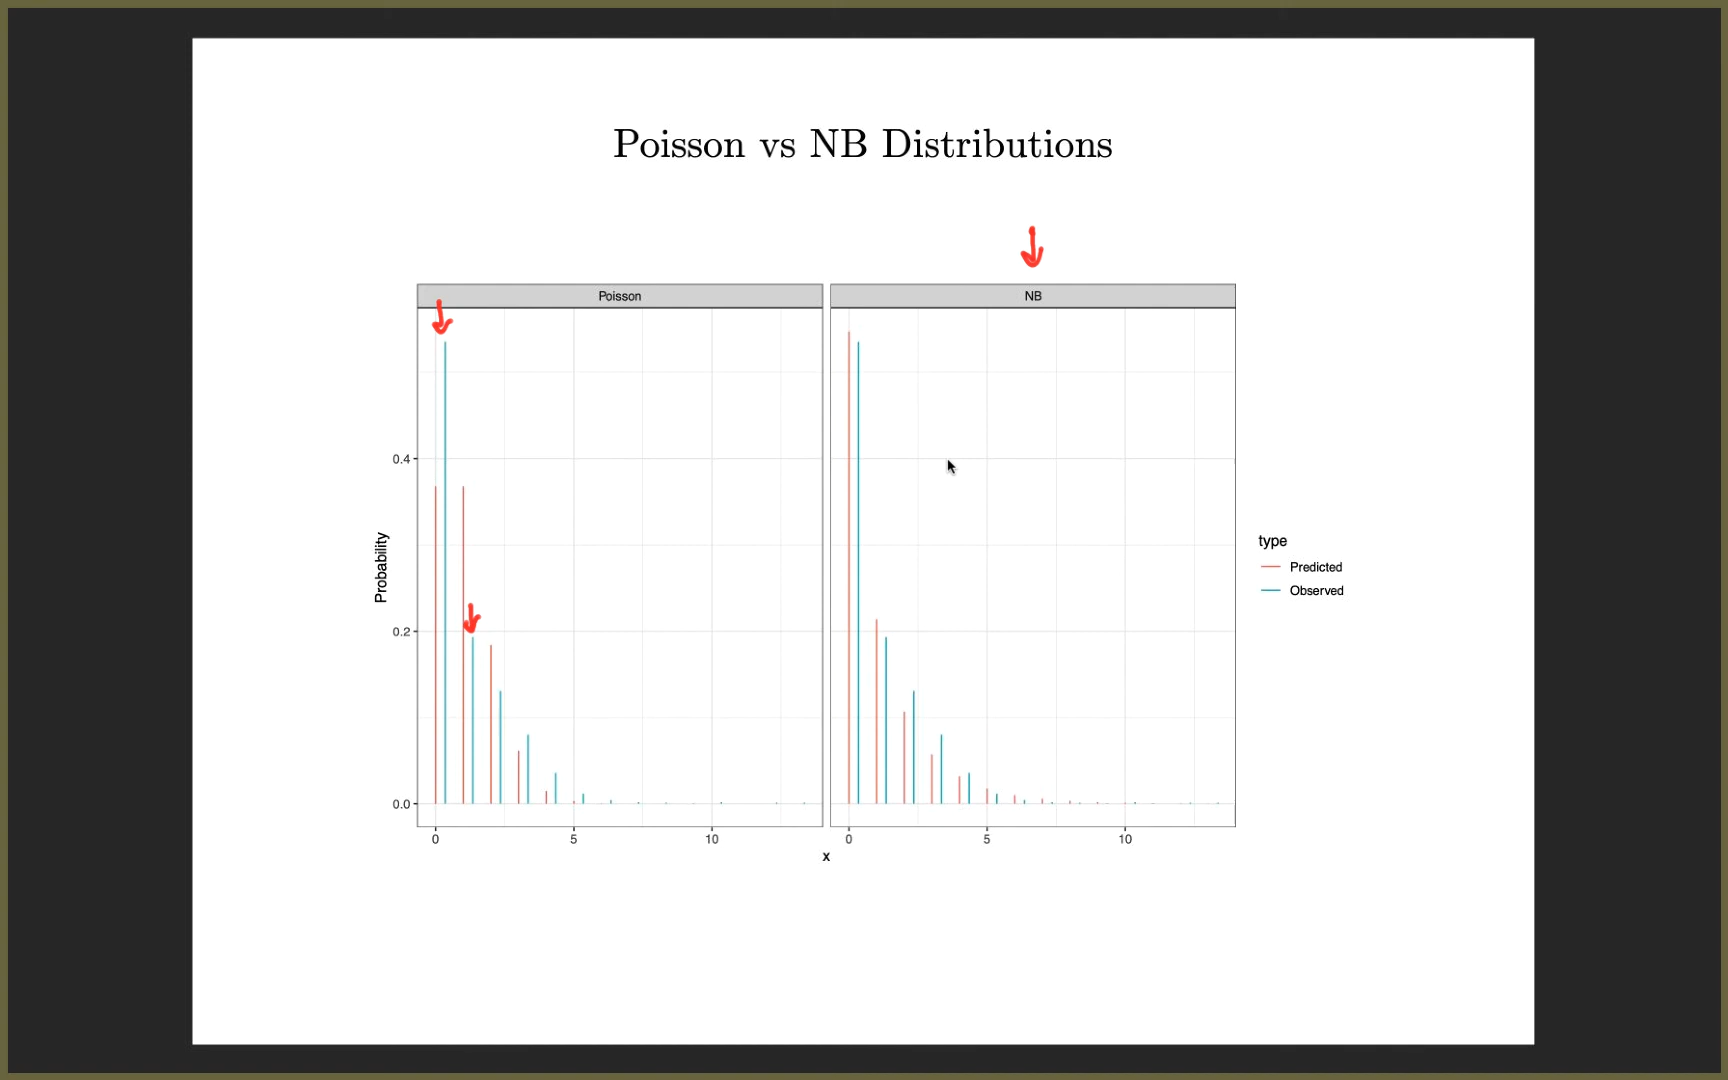 Poisson vs NB Distributions
Poisson
NB
Probability
0.4
0.2
0.0
0 5 10
0 5 10
x
type
Predicted
Observed